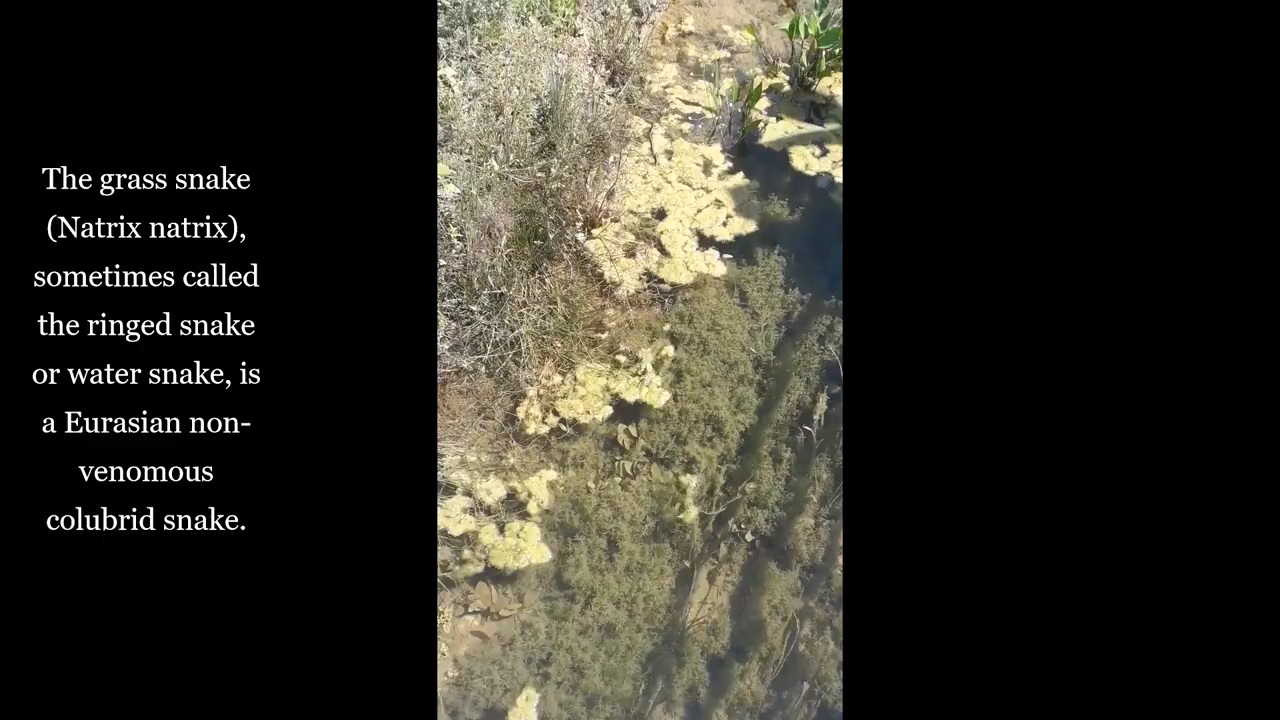 The grass snake
(Natrix natrix),
sometimes called
the ringed snake
or water snake, is
a Eurasian non-
venomous
colubrid snake.